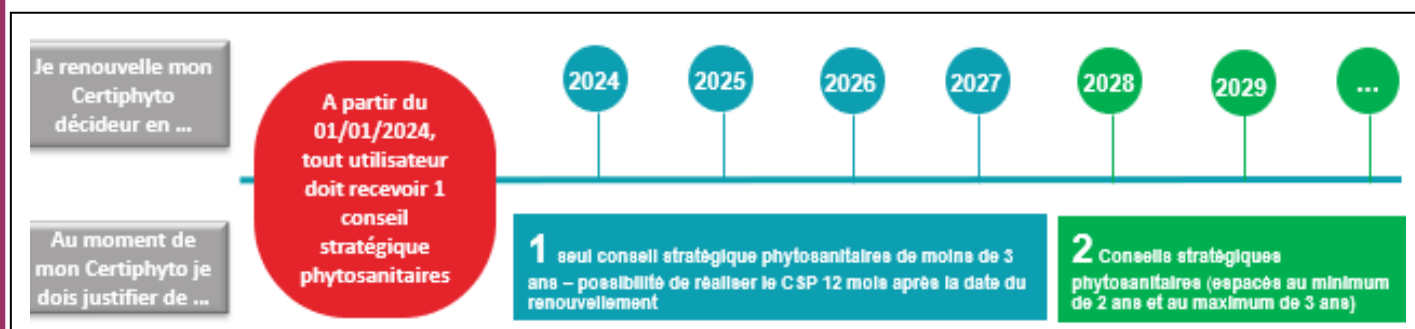 Je renouvelle mon
Certiphyto
décideur en ...
A partir du
01/01/2024,
tout utilisateur
doit recevoir 1
conseil
stratégique
phytosanitaires
2024
2025
2026
2027
2028
2029
...
Au moment de
mon Certiphyto je
dois justifier de ...
1 seul conseil stratégique phytosanitaires de moins de 3
ans – possibilité de réaliser le CSP 12 mois après la date du
renouvellement
2 Conseils stratégiques
phytosanitaires (espacés au minimum
de 2 ans et au maximum de 3 ans)